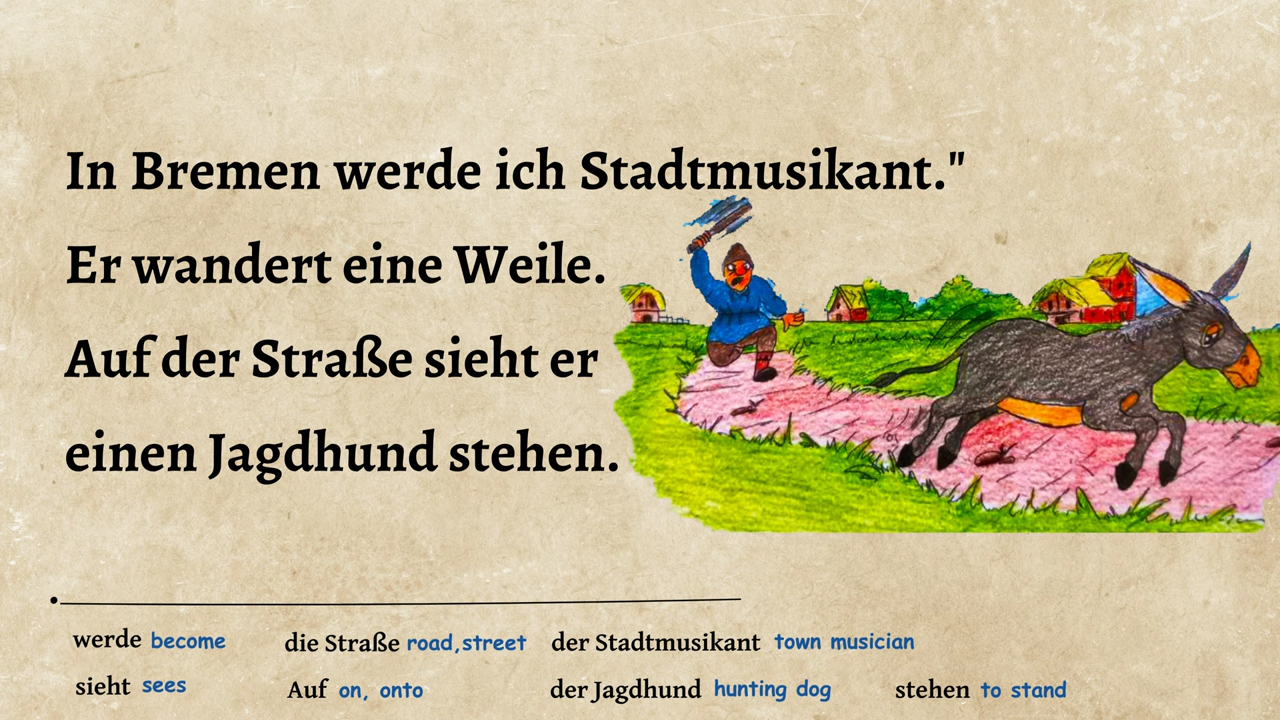 In Bremen werde ich Stadtmusikant."
Er wandert eine Weile.
Auf der Straße sieht er
einen Jagdhund stehen.
werde become die Straße road,street der Stadtmusikant town musician
sieht sees Auf on, onto der Jagdhund hunting dog stehen to stand